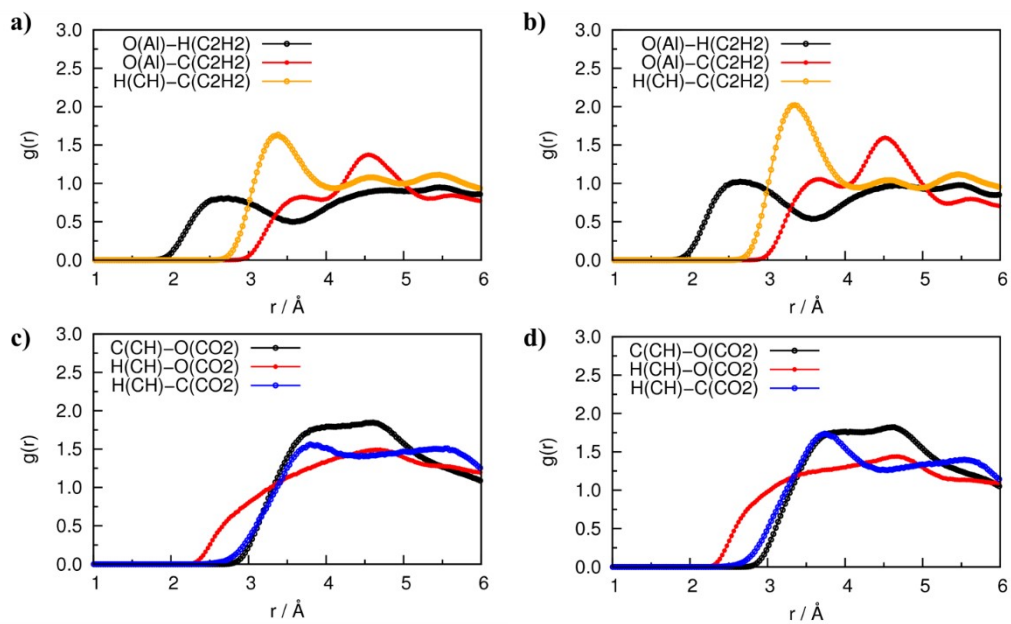 a)
3.0
2.5
2.0
1.5
1.0
0.5
0.0
g(r)
O(Al)−H(C2H2)
O(Al)−C(C2H2)
H(CH)−C(C2H2)
1 2 3 4 5 6
r / Å
b)
3.0
2.5
2.0
1.5
1.0
0.5
0.0
g(r)
O(Al)−H(C2H2)
O(Al)−C(C2H2)
H(CH)−C(C2H2)
1 2 3 4 5 6
r / Å
c)
3.0
2.5
2.0
1.5
1.0
0.5
0.0
g(r)
C(CH)−O(CO2)
H(CH)−O(CO2)
H(CH)−C(CO2)
1 2 3 4 5 6
r / Å
d)
3.0
2.5
2.0
1.5
1.0
0.5
0.0
g(r)
C(CH)−O(CO2)
H(CH)−O(CO2)
H(CH)−C(CO2)
1 2 3 4 5 6
r / Å